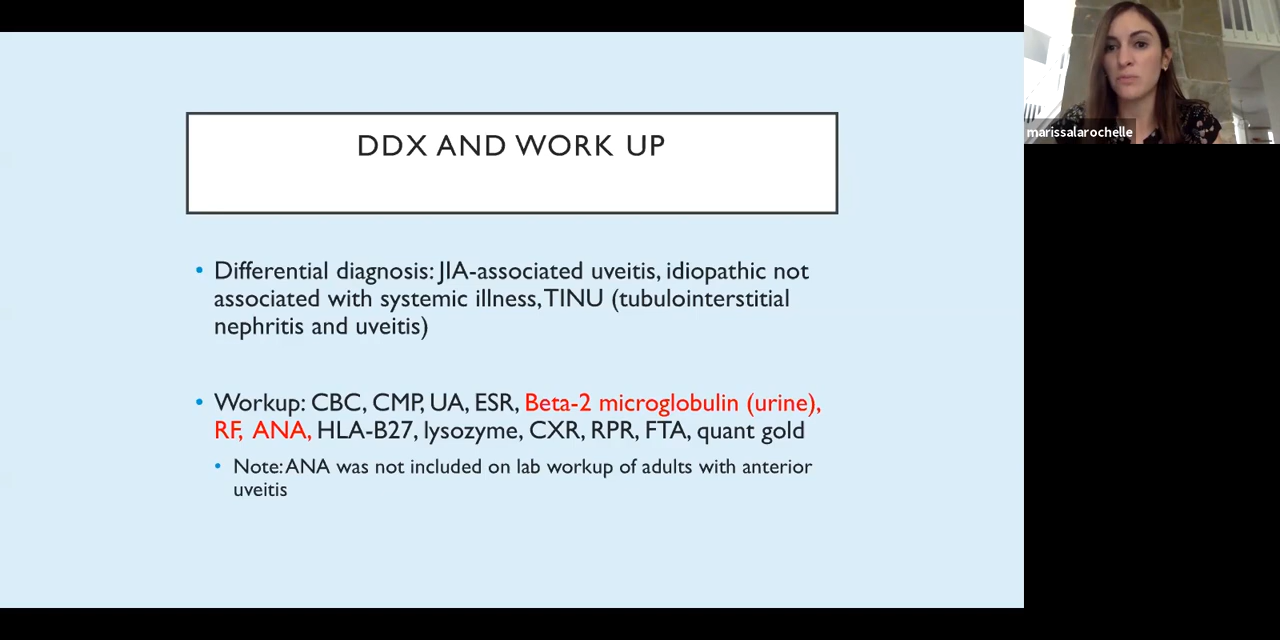 DDX AND WORK UP
• Differential diagnosis: JIA-associated uveitis, idiopathic not
associated with systemic illness, TINU (tubulointerstitial
nephritis and uveitis)
• Workup: CBC, CMP, UA, ESR, Beta-2 microglobulin (urine),
RF, ANA, HLA-B27, lysozyme, CXR, RPR, FTA, quant gold
• Note: ANA was not included on lab workup of adults with anterior
uveitis
marissalarochelle